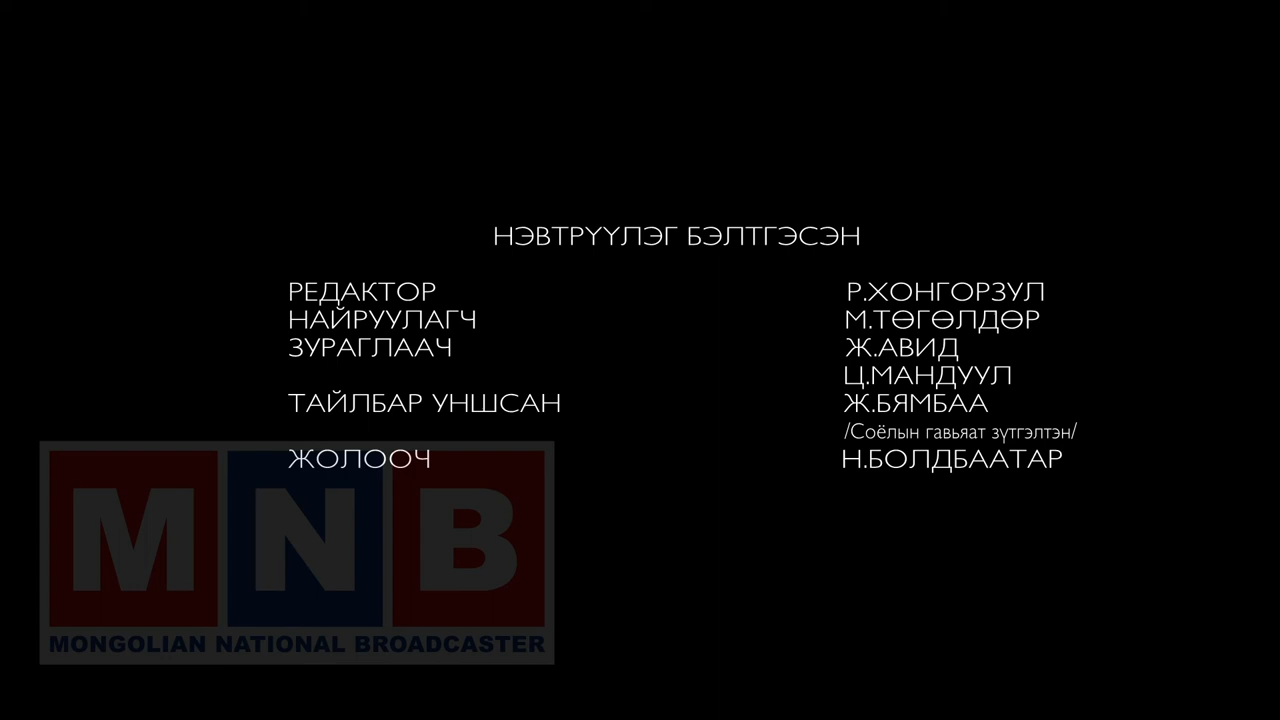 НЭВТРҮҮЛЭГ БЭЛТГЭСЭН
РЕДАКТОР Р.ХОНГОРЗУЛ
НАЙРУУЛАГЧ М.ТӨГӨЛДӨР
ЗУРАГЛААЧ Ж.АВИД
Ц.МАНДУУЛ
ТАЙЛБАР УНШСАН Ж.БЯМБАА
/Соёлын гавьяат зүтгэлтэн/
ЖОЛООЧ Н.БОЛДБААТАР
MNB
MONGOLIAN NATIONAL BROADCASTER